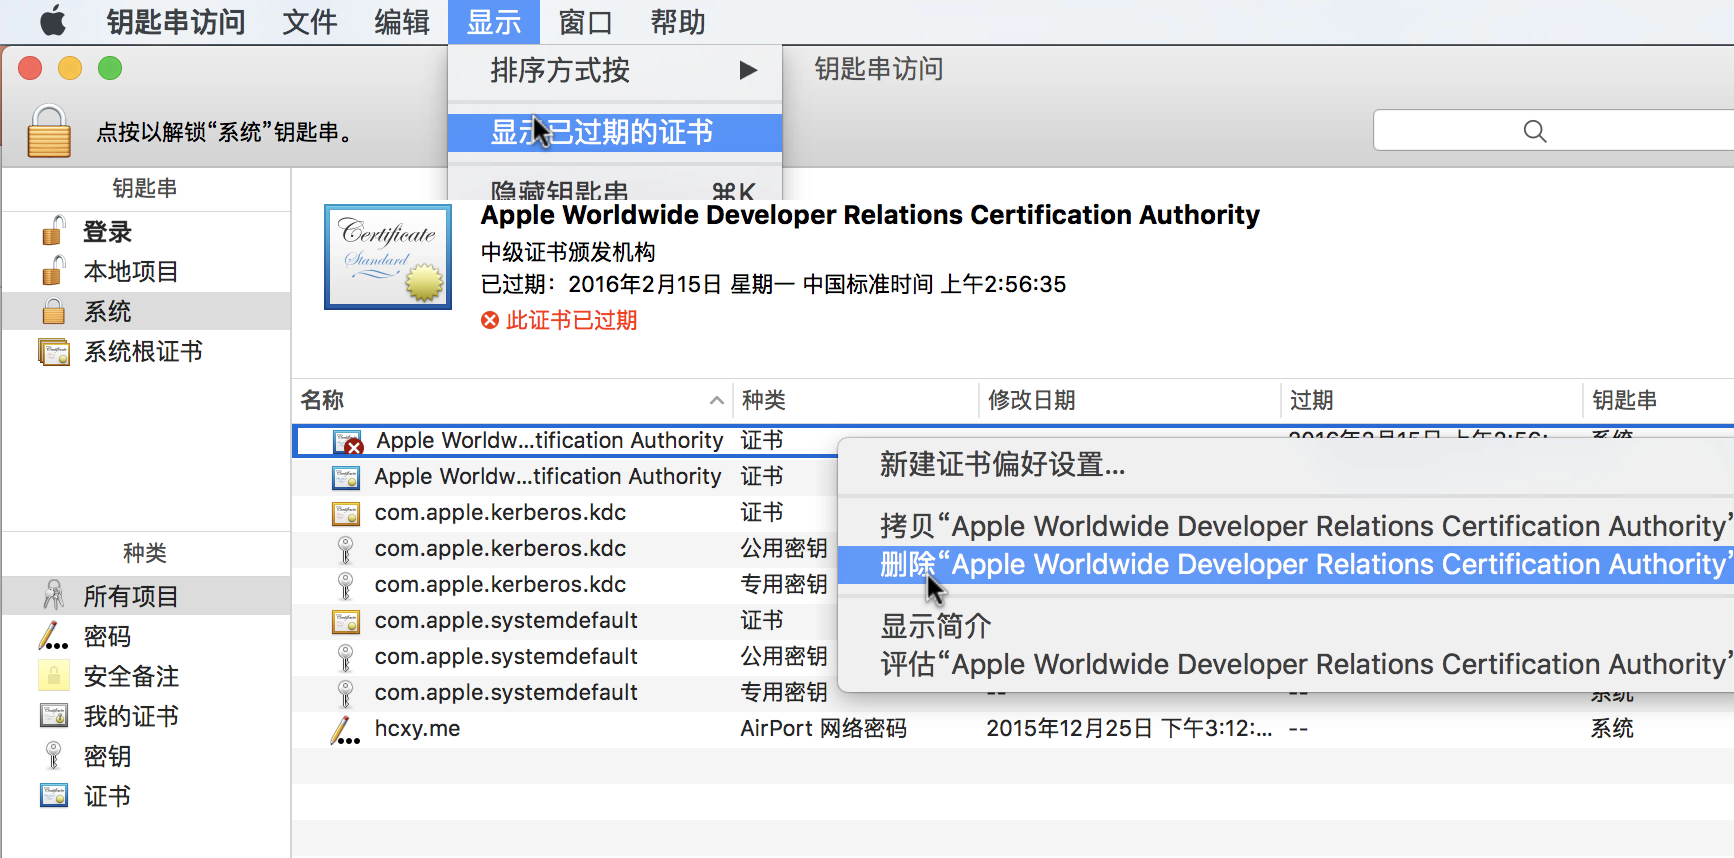 钥匙串访问 文件 编辑 显示 窗口 帮助
排序方式按
钥匙串访问
点按以解锁“系统”钥匙串。
显示已过期的证书
隐藏钥匙串 ⌘K
钥匙串
登录
本地项目
系统
系统根证书
Apple Worldwide Developer Relations Certification Authority
中级证书颁发机构
已过期：2016年2月15日 星期一 中国标准时间 上午2:56:35
此证书已过期
名称 种类 修改日期 过期 钥匙串
Apple Worldw...tification Authority 证书 2016年2月15日 上午2:56: 系统
Apple Worldw...tification Authority 证书
com.apple.kerberos.kdc 证书
com.apple.kerberos.kdc 公用密钥
com.apple.kerberos.kdc 专用密钥
com.apple.systemdefault 证书
com.apple.systemdefault 公用密钥
com.apple.systemdefault 专用密钥 -- -- 系统
hcxy.me AirPort 网络密码 2015年12月25日 下午3:12:... -- 系统
新建证书偏好设置...
拷贝“Apple Worldwide Developer Relations Certification Authority”
删除“Apple Worldwide Developer Relations Certification Authority”
显示简介
评估“Apple Worldwide Developer Relations Certification Authority”
种类
所有项目
密码
安全备注
我的证书
密钥
证书